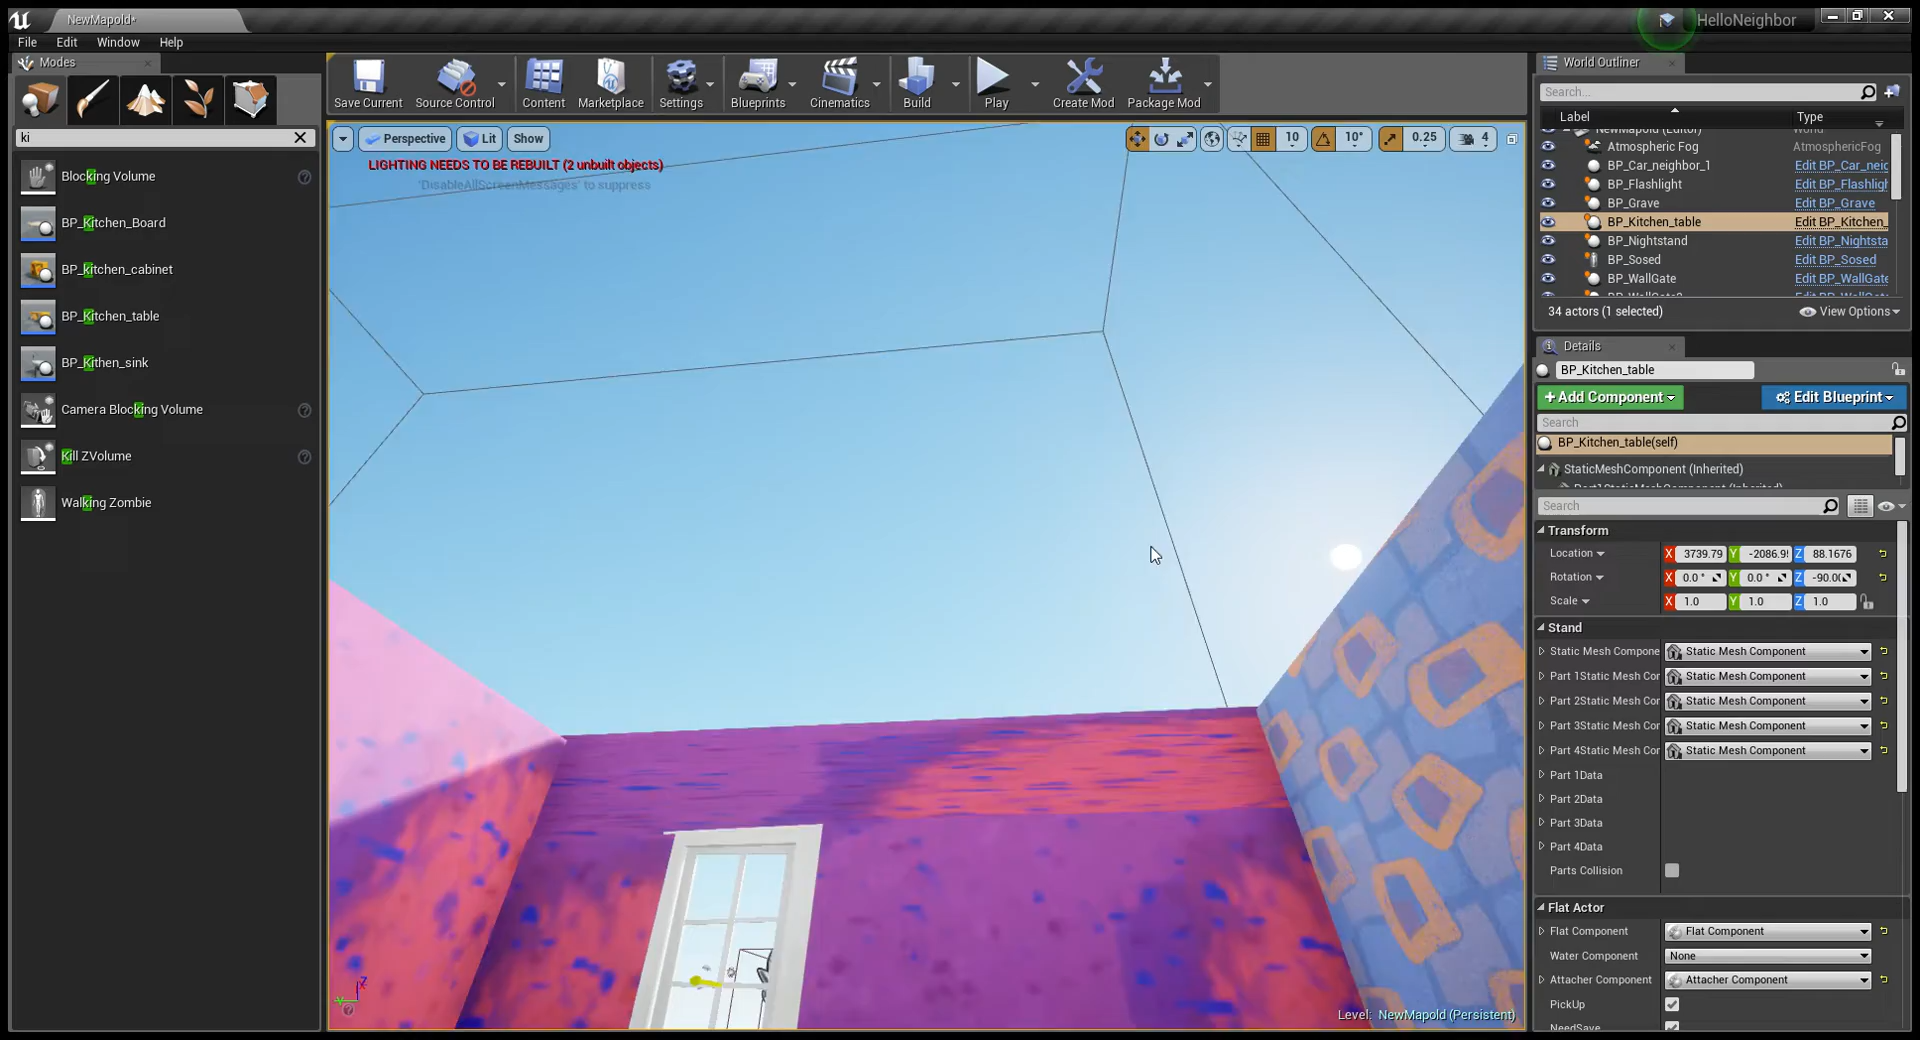 NewMapold*
HelloNeighbor
File Edit Window Help
Modes
ki
Blocking Volume
BP_Kitchen_Board
BP_kitchen_cabinet
BP_Kitchen_table
BP_Kithen_sink
Camera Blocking Volume
Kill ZVolume
Walking Zombie
Save Current Source Control Content Marketplace Settings Blueprints Cinematics Build Play Create Mod Package Mod
Perspective Lit Show 10 10° 0.25 4
LIGHTING NEEDS TO BE REBUILT (2 unbuilt objects)
'DisableAllScreenMessages' to suppress
Level: NewMapold (Persistent)
World Outliner
Search...
Label Type
NewMapold (Editor) World
Atmospheric Fog AtmosphericFog
BP_Car_neighbor_1 Edit BP_Car_neig
BP_Flashlight Edit BP_Flashligh
BP_Grave Edit BP_Grave
BP_Kitchen_table Edit BP_Kitchen_
BP_Nightstand Edit BP_Nightsta
BP_Sosed Edit BP_Sosed
BP_WallGate Edit BP_WallGate
34 actors (1 selected) View Options
Details
BP_Kitchen_table
+Add Component Edit Blueprint
Search
BP_Kitchen_table(self)
StaticMeshComponent (Inherited)
Part1StaticMeshComponent (Inherited)
Search
Transform
Location X 3739.79 Y -2086.9 Z 88.1676
Rotation X 0.0 ° Y 0.0 ° Z -90.0
Scale X 1.0 Y 1.0 Z 1.0
Stand
Static Mesh Compone Static Mesh Component
Part 1Static Mesh Cor Static Mesh Component
Part 2Static Mesh Cor Static Mesh Component
Part 3Static Mesh Cor Static Mesh Component
Part 4Static Mesh Cor Static Mesh Component
Part 1Data
Part 2Data
Part 3Data
Part 4Data
Parts Collision
Flat Actor
Flat Component Flat Component
Water Component None
Attacher Component Attacher Component
PickUp
NeedSave